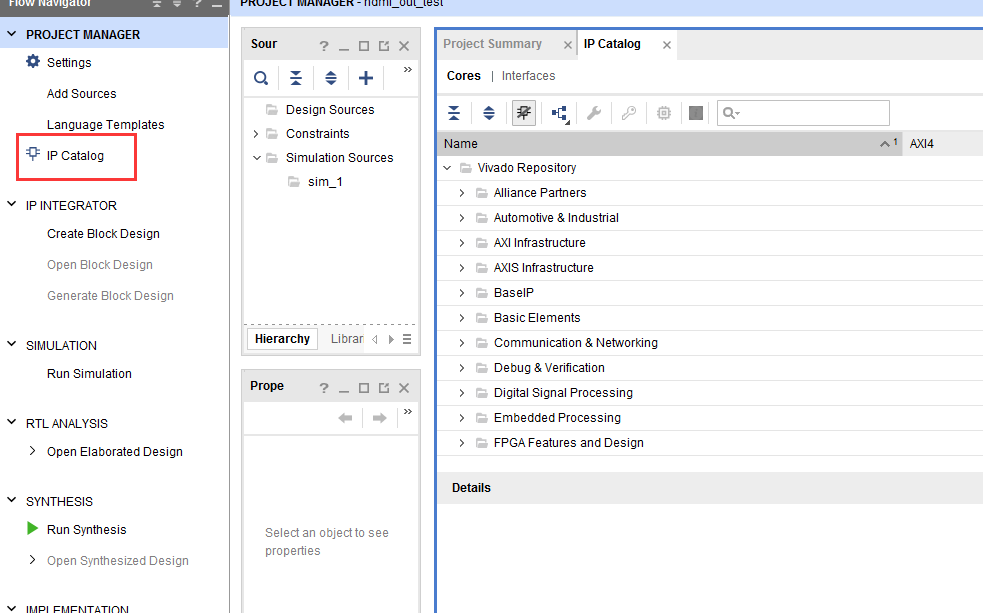 Flow Navigator
PROJECT MANAGER
Settings
Add Sources
Language Templates
IP Catalog
IP INTEGRATOR
Create Block Design
Open Block Design
Generate Block Design
SIMULATION
Run Simulation
RTL ANALYSIS
Open Elaborated Design
SYNTHESIS
Run Synthesis
Open Synthesized Design
IMPLEMENTATION
PROJECT MANAGER - hdmi_out_test
Sour
Design Sources
Constraints
Simulation Sources
sim_1
Hierarchy Librar
Prope
Select an object to see
properties
Project Summary IP Catalog
Cores | Interfaces
Name 1 AXI4
Vivado Repository
Alliance Partners
Automotive & Industrial
AXI Infrastructure
AXIS Infrastructure
BaseIP
Basic Elements
Communication & Networking
Debug & Verification
Digital Signal Processing
Embedded Processing
FPGA Features and Design
Details